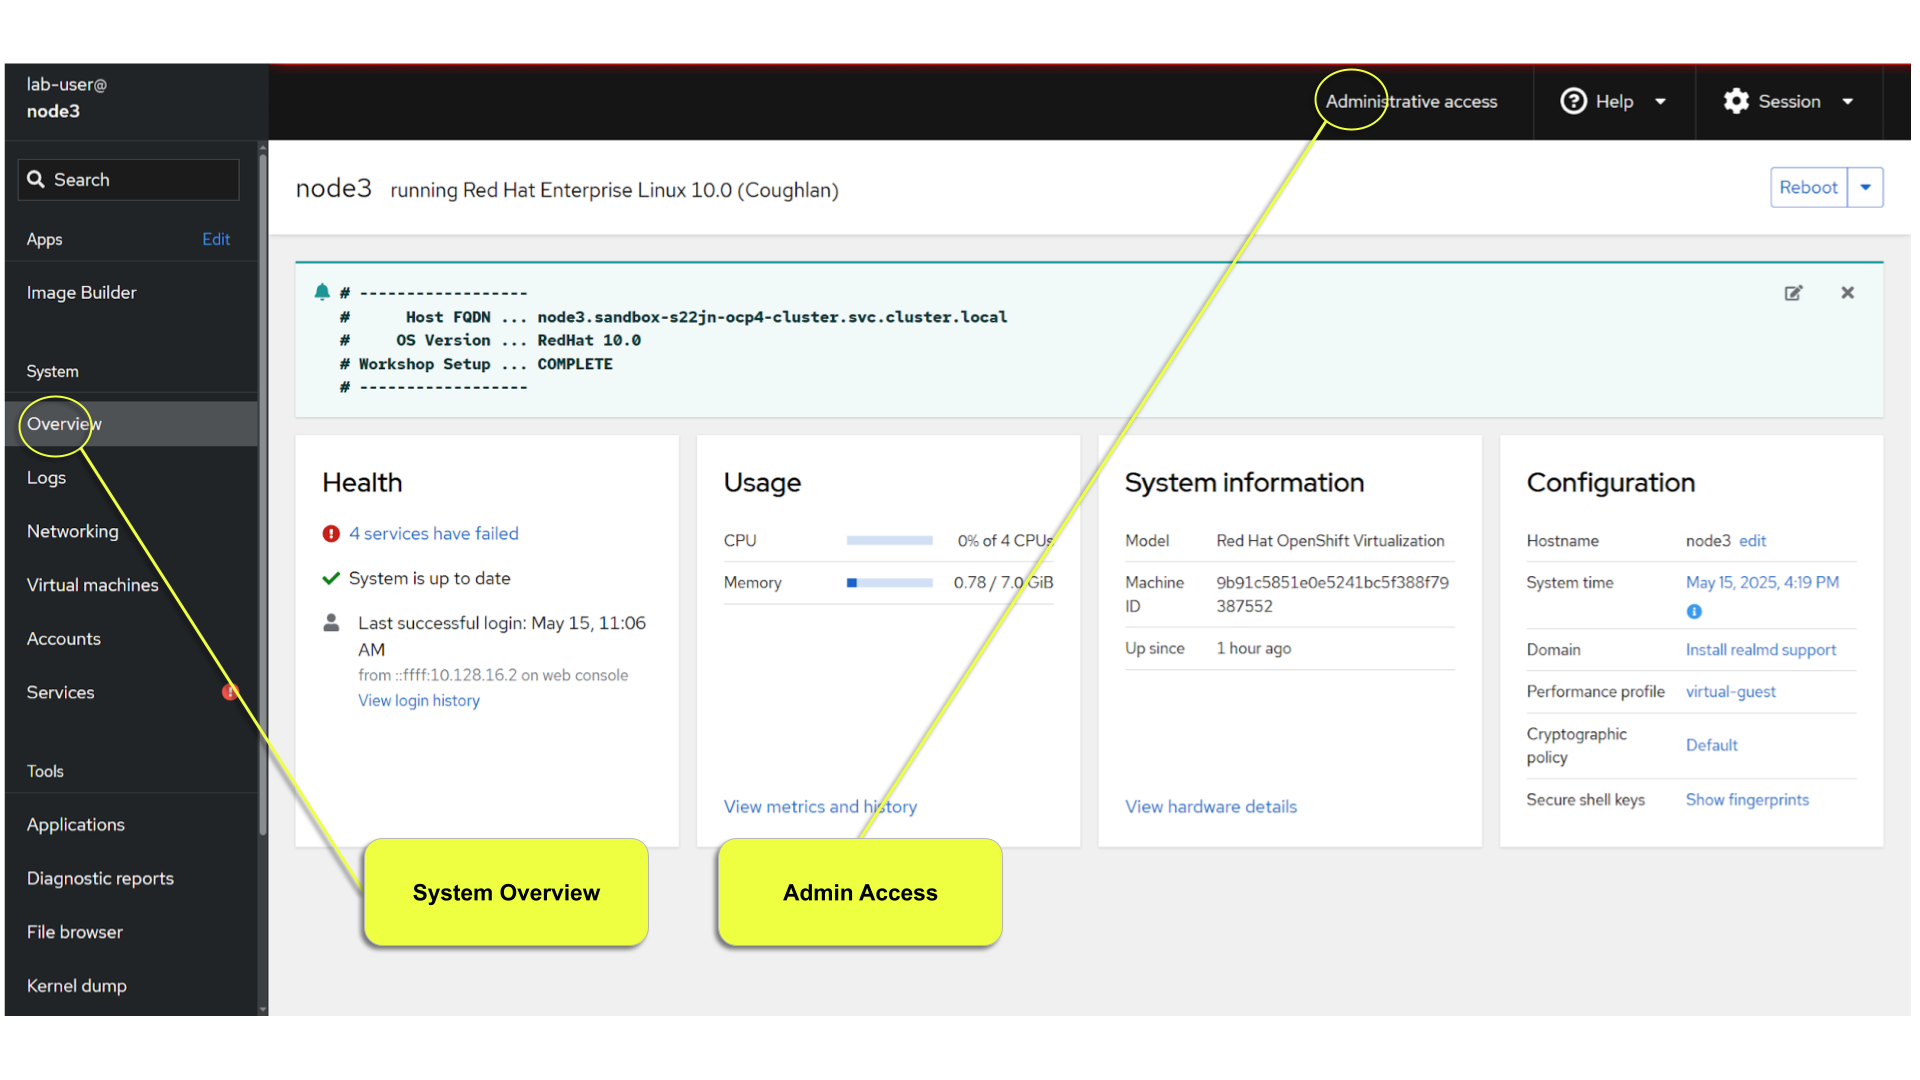 lab-user@
node3
Administrative access
Help
Session
Search
Apps
Edit
Image Builder
System
Overview
Logs
Networking
Virtual machines
Accounts
Services
Tools
Applications
Diagnostic reports
File browser
Kernel dump
node3 running Red Hat Enterprise Linux 10.0 (Coughlan)
Reboot
# ------------------
# Host FQDN ... node3.sandbox-s22jn-ocp4-cluster.svc.cluster.local
# OS Version ... RedHat 10.0
# Workshop Setup ... COMPLETE
# ------------------
Health
4 services have failed
System is up to date
Last successful login: May 15, 11:06
AM
from ::ffff:10.128.16.2 on web console
View login history
Usage
CPU 0% of 4 CPUs
Memory 0.78 / 7.0 GiB
View metrics and history
System information
Model Red Hat OpenShift Virtualization
Machine ID 9b91c5851e0e5241bc5f388f79
387552
Up since 1 hour ago
View hardware details
Configuration
Hostname node3 edit
System time May 15, 2025, 4:19 PM
Domain Install realmd support
Performance profile virtual-guest
Cryptographic
policy Default
Secure shell keys Show fingerprints
System Overview
Admin Access